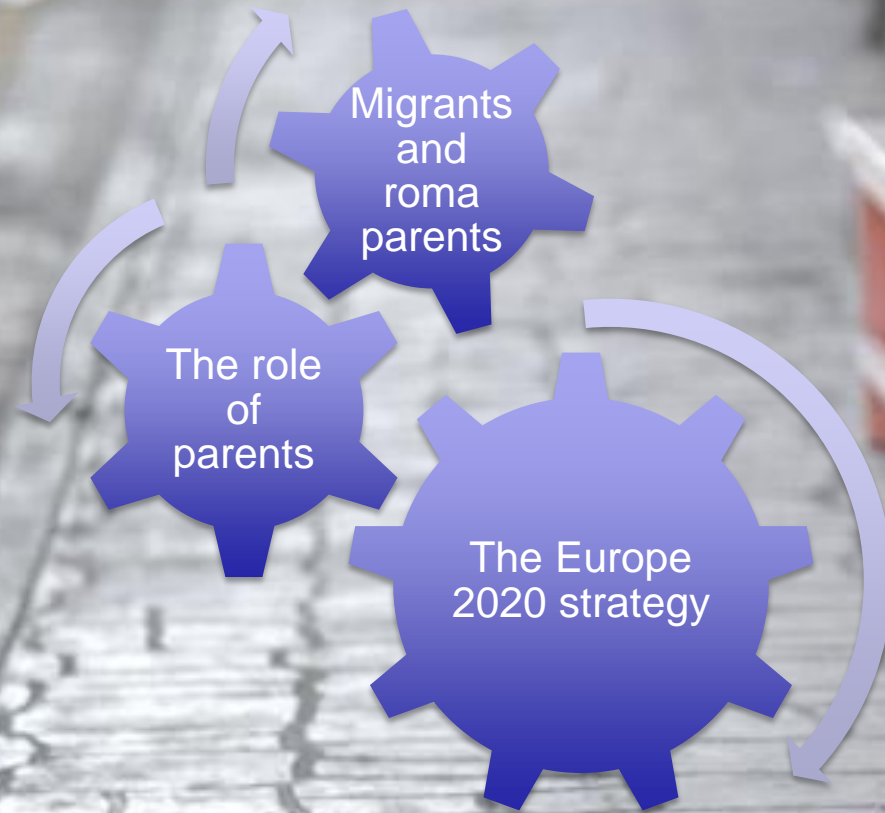 Migrants
and
roma
parents
The role
of
parents
The Europe
2020 strategy